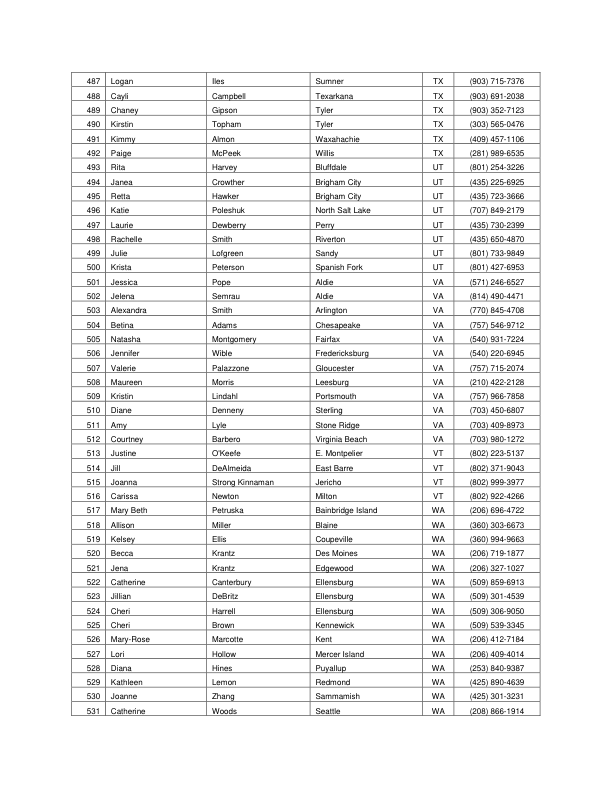 487 Logan Iles Sumner TX (903) 715-7376
488 Cayli Campbell Texarkana TX (903) 691-2038
489 Chaney Gipson Tyler TX (903) 352-7123
490 Kirstin Topham Tyler TX (303) 565-0476
491 Kimmy Almon Waxahachie TX (409) 457-1106
492 Paige McPeek Willis TX (281) 989-6535
493 Rita Harvey Bluffdale UT (801) 254-3226
494 Janea Crowther Brigham City UT (435) 225-6925
495 Retta Hawker Brigham City UT (435) 723-3666
496 Katie Poleshuk North Salt Lake UT (707) 849-2179
497 Laurie Dewberry Perry UT (435) 730-2399
498 Rachelle Smith Riverton UT (435) 650-4870
499 Julie Lofgreen Sandy UT (801) 733-9849
500 Krista Peterson Spanish Fork UT (801) 427-6953
501 Jessica Pope Aldie VA (571) 246-6527
502 Jelena Semrau Aldie VA (814) 490-4471
503 Alexandra Smith Arlington VA (770) 845-4708
504 Betina Adams Chesapeake VA (757) 546-9712
505 Natasha Montgomery Fairfax VA (540) 931-7224
506 Jennifer Wible Fredericksburg VA (540) 220-6945
507 Valerie Palazzone Gloucester VA (757) 715-2074
508 Maureen Morris Leesburg VA (210) 422-2128
509 Kristin Lindahl Portsmouth VA (757) 966-7858
510 Diane Denneny Sterling VA (703) 450-6807
511 Amy Lyle Stone Ridge VA (703) 409-8973
512 Courtney Barbero Virginia Beach VA (703) 980-1272
513 Justine O'Keefe E. Montpelier VT (802) 223-5137
514 Jill DeAlmeida East Barre VT (802) 371-9043
515 Joanna Strong Kinnaman Jericho VT (802) 999-3977
516 Carissa Newton Milton VT (802) 922-4266
517 Mary Beth Petruska Bainbridge Island WA (206) 696-4722
518 Allison Miller Blaine WA (360) 303-6673
519 Kelsey Ellis Coupeville WA (360) 994-9663
520 Becca Krantz Des Moines WA (206) 719-1877
521 Jena Krantz Edgewood WA (206) 327-1027
522 Catherine Canterbury Ellensburg WA (509) 859-6913
523 Jillian DeBritz Ellensburg WA (509) 301-4539
524 Cheri Harrell Ellensburg WA (509) 306-9050
525 Cheri Brown Kennewick WA (509) 539-3345
526 Mary-Rose Marcotte Kent WA (206) 412-7184
527 Lori Hollow Mercer Island WA (206) 409-4014
528 Diana Hines Puyallup WA (253) 840-9387
529 Kathleen Lemon Redmond WA (425) 890-4639
530 Joanne Zhang Sammamish WA (425) 301-3231
531 Catherine Woods Seattle WA (208) 866-1914